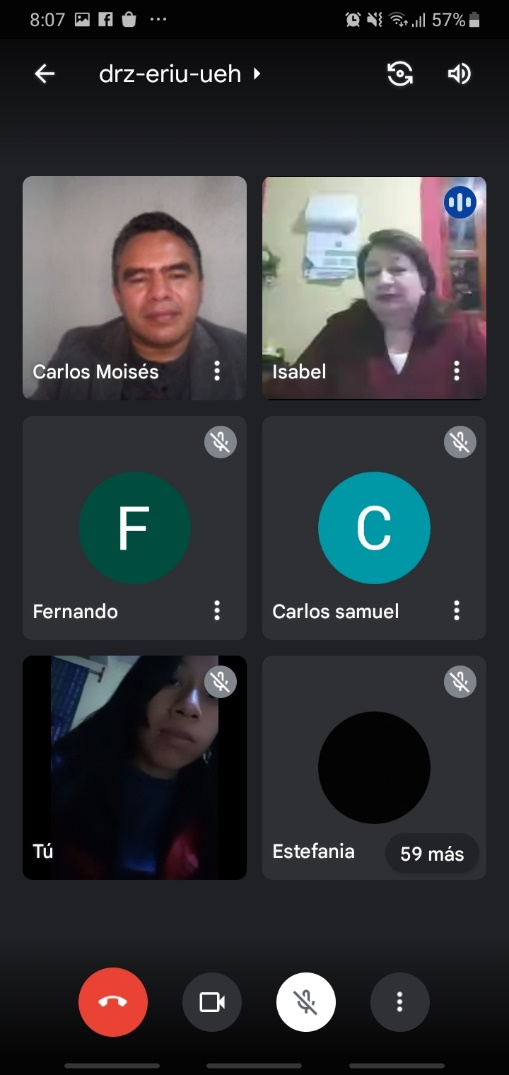 8:07
57%
drz-eriu-ueh
Carlos Moisés
Isabel
F
C
Fernando
Carlos samuel
Tú
Estefania
59 más